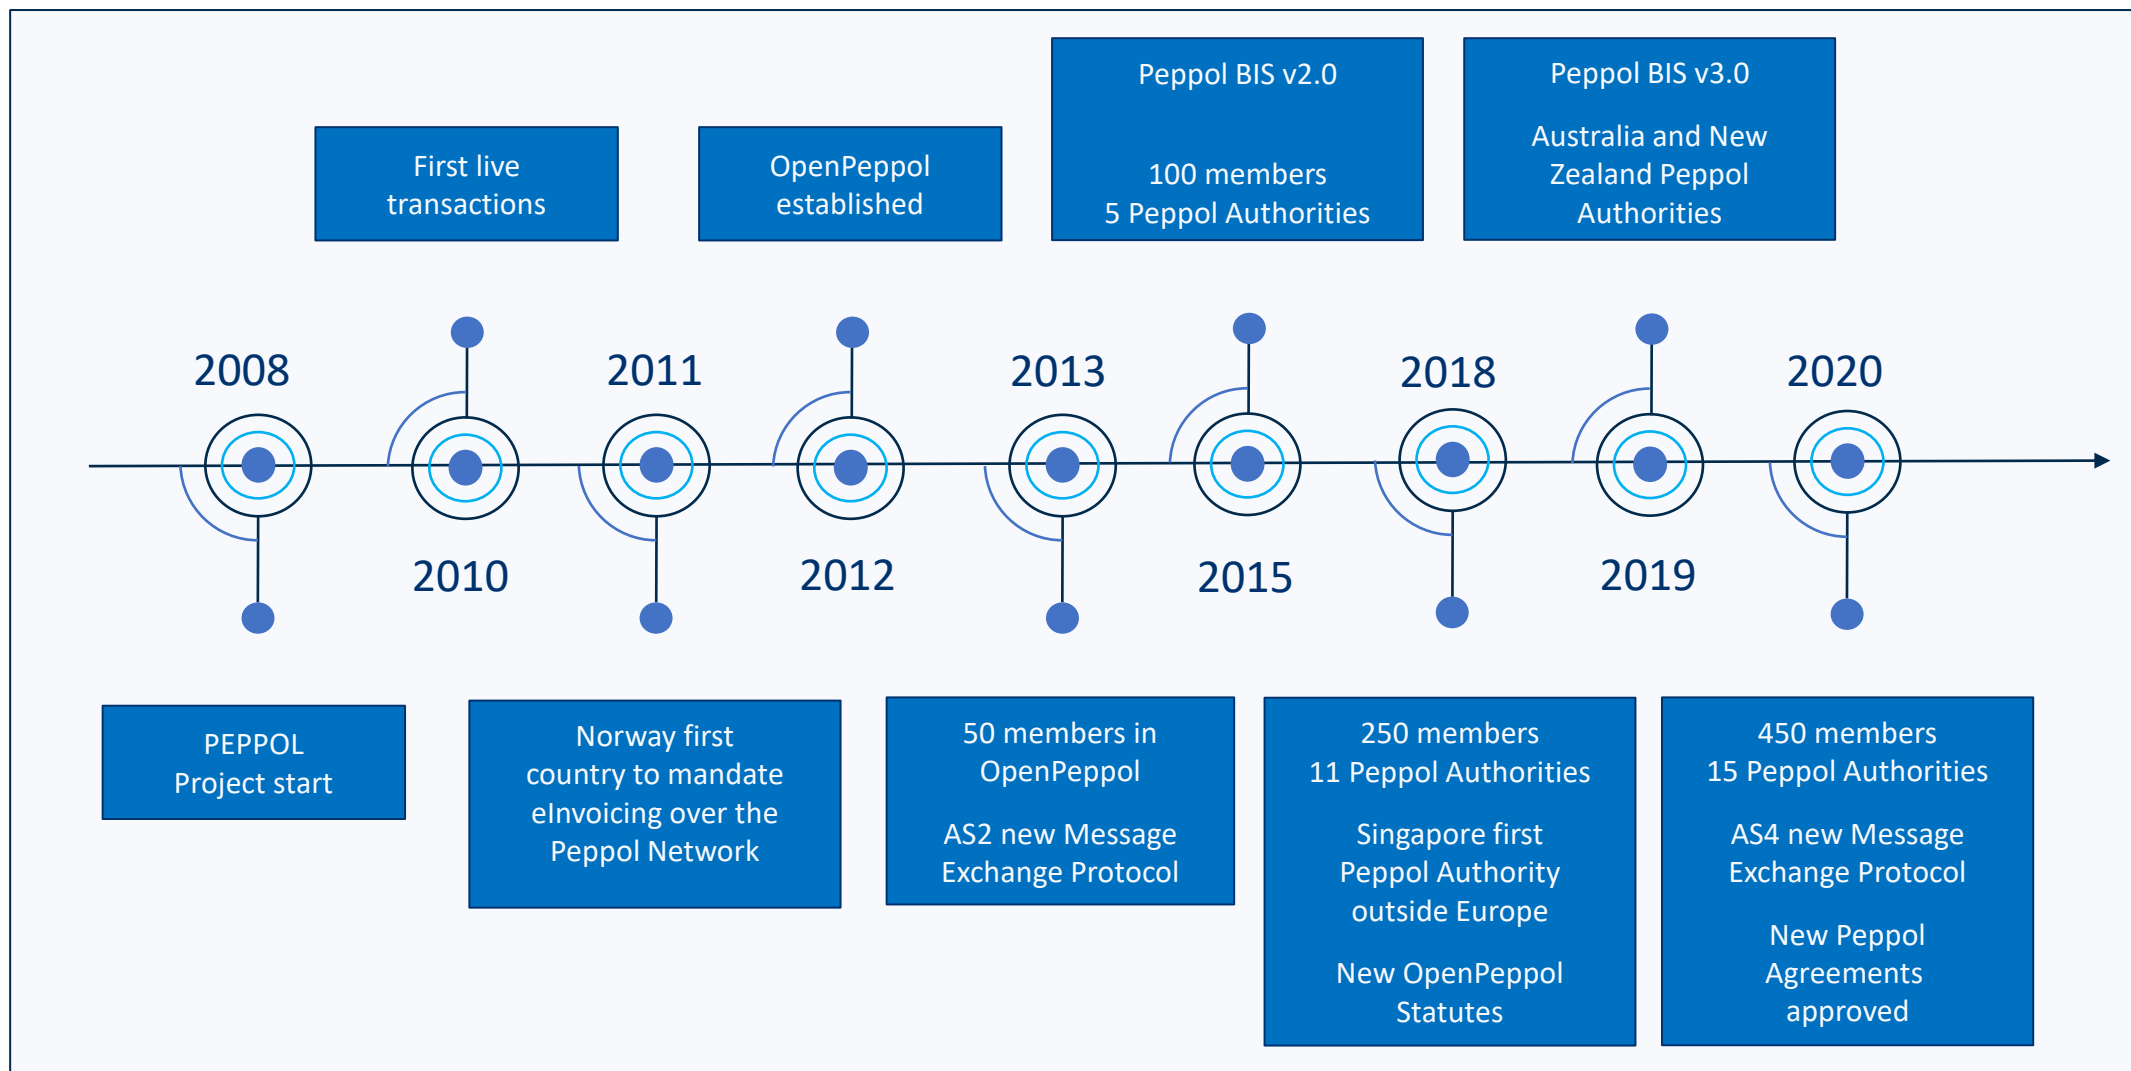 Peppol BIS v2.0
100 members
5 Peppol Authorities
Peppol BIS v3.0
Australia and New
Zealand Peppol
Authorities
First live
transactions
OpenPeppol
established
2008
2011
2013
2018
2020
2010
2012
2015
2019
PEPPOL
Project start
Norway first
country to mandate
eInvoicing over the
Peppol Network
50 members in
OpenPeppol
AS2 new Message
Exchange Protocol
250 members
11 Peppol Authorities
Singapore first
Peppol Authority
outside Europe
New OpenPeppol
Statutes
450 members
15 Peppol Authorities
AS4 new Message
Exchange Protocol
New Peppol
Agreements
approved